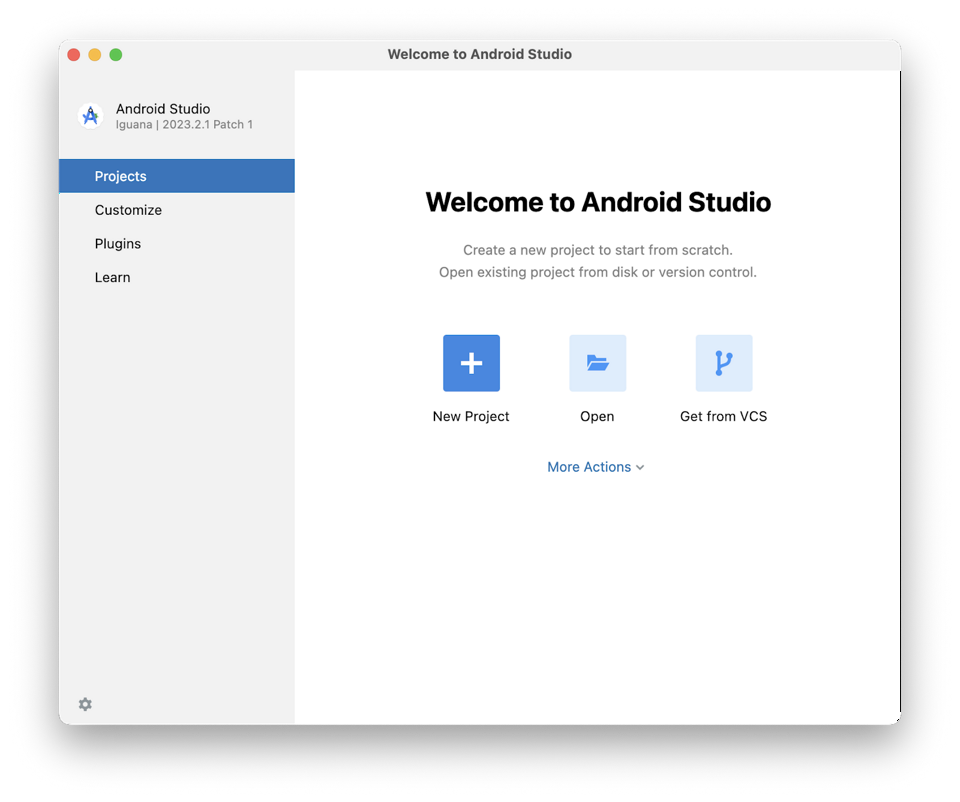 Welcome to Android Studio
Android Studio
Iguana | 2023.2.1 Patch 1
Projects
Customize
Plugins
Learn
Welcome to Android Studio
Create a new project to start from scratch.
Open existing project from disk or version control.
New Project
Open
Get from VCS
More Actions